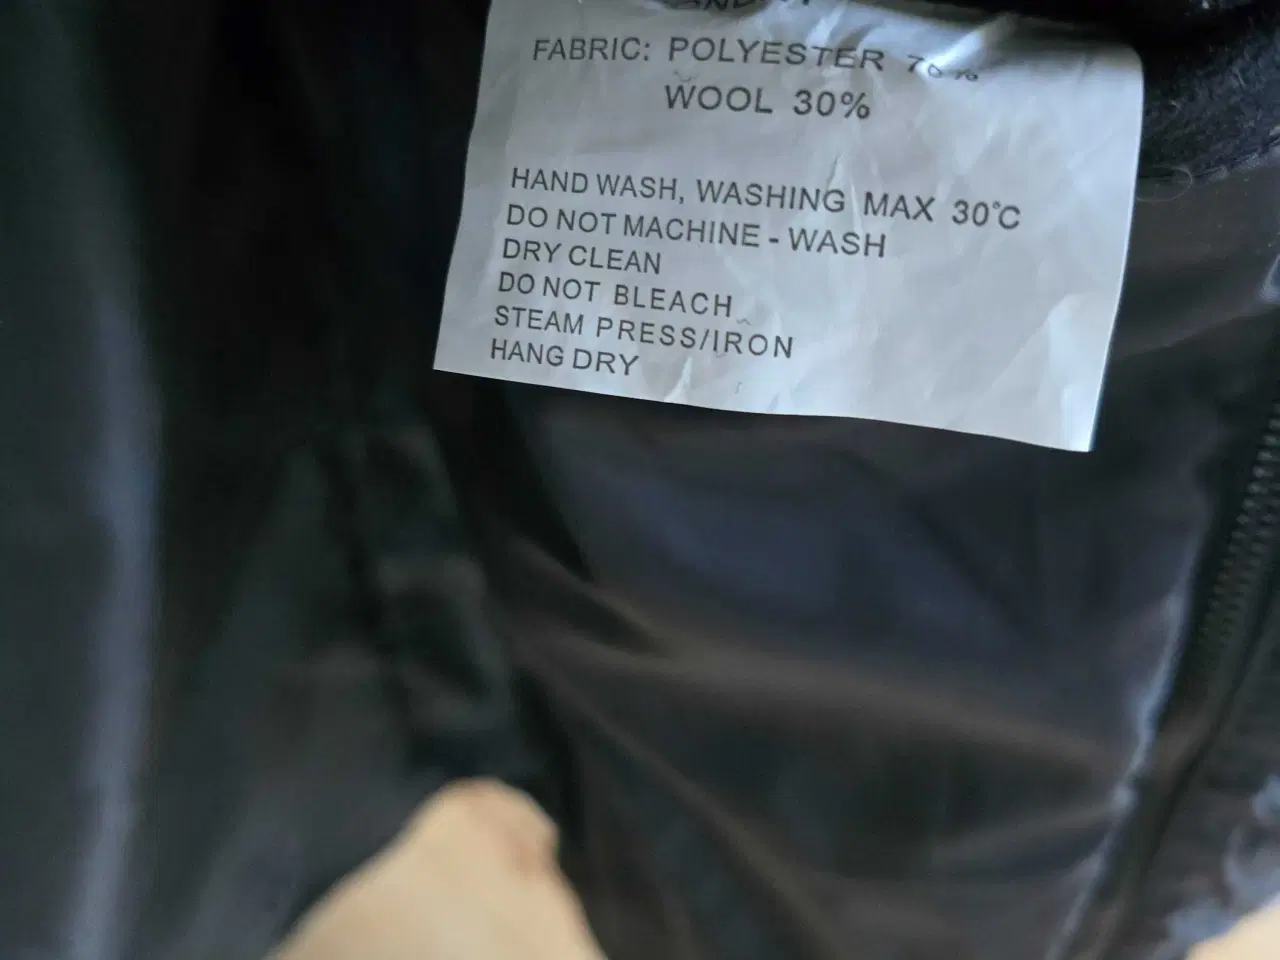 FABRIC: POLYESTER 70%
WOOL 30%
HAND WASH, WASHING MAX 30°C
DO NOT MACHINE - WASH
DRY CLEAN
DO NOT BLEACH
STEAM PRESS/IRON
HANG DRY